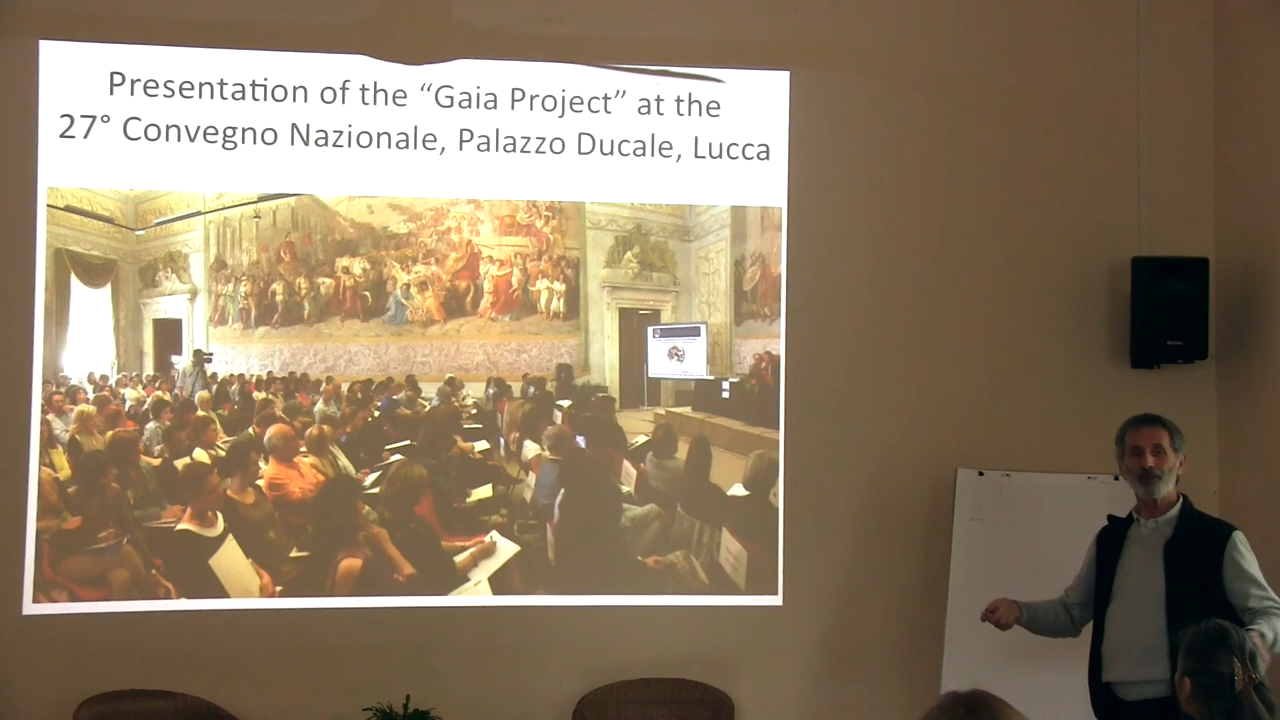 Presentation of the “Gaia Project” at the
27° Convegno Nazionale, Palazzo Ducale, Lucca